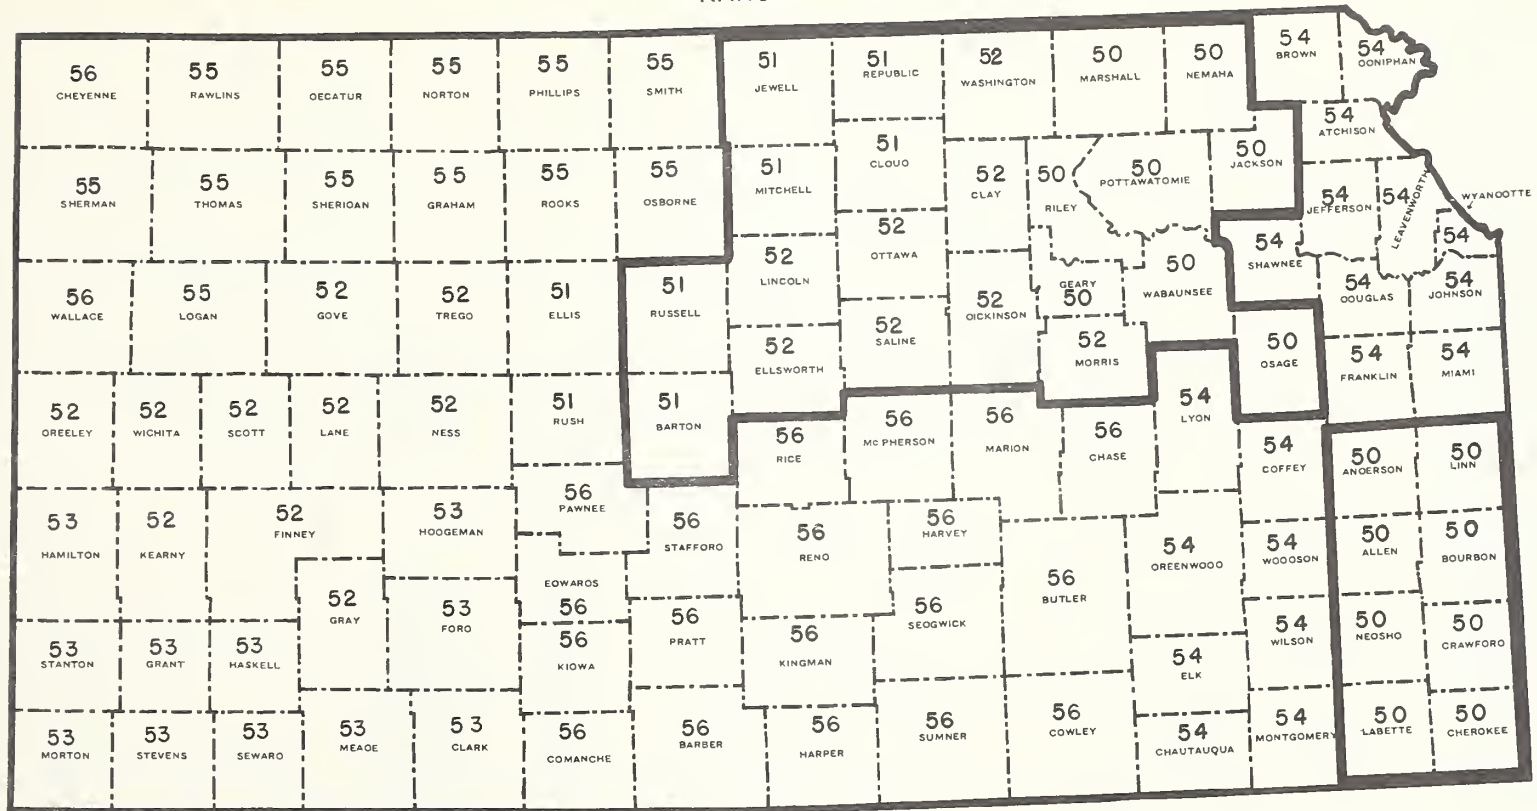 56
CHEYENNE
55
RAWLINS
55
OECATUR
55
NORTON
55
PHILLIPS
55
SMITH
51
JEWELL
51
REPUBLIC
52
WASHINGTON
50
MARSHALL
50
NEMAHA
54
BROWN
54
OONIPHAN
55
SHERMAN
55
THOMAS
55
SHERIOAN
55
GRAHAM
55
ROOKS
55
OSBORNE
51
MITCHELL
51
CLOUO
52
CLAY
50
RILEY
50
POTTAWATOMIE
50
JACKSON
54
ATCHISON
54
JEFFERSON
54
LEAVENWORTH
WYANOOTTE
54
56
WALLACE
55
LOGAN
52
GOVE
52
TREGO
51
ELLIS
51
RUSSELL
52
LINCOLN
52
OTTAWA
52
OICKINSON
GEARY
50
50
WABAUNSEE
54
SHAWNEE
54
OOUGLAS
54
JOHNSON
52
ELLSWORTH
52
SALINE
52
MORRIS
50
OSAGE
54
FRANKLIN
54
MIAMI
52
OREELEY
52
WICHITA
52
SCOTT
52
LANE
52
NESS
51
RUSH
51
BARTON
56
RICE
56
MC PHERSON
56
MARION
56
CHASE
54
LYON
54
COFFEY
50
ANOERSON
50
LINN
53
HAMILTON
52
KEARNY
52
FINNEY
53
HOOGEMAN
56
PAWNEE
56
STAFFORO
56
RENO
56
HARVEY
56
BUTLER
54
OREENWOOO
54
WOOOSON
50
ALLEN
50
BOURBON
52
GRAY
53
FORO
EOWAROS
56
56
KIOWA
56
PRATT
56
KINGMAN
56
SEOGWICK
54
WILSON
50
NEOSHO
50
CRAWFORO
53
STANTON
53
GRANT
53
HASKELL
54
ELK
53
MORTON
53
STEVENS
53
SEWARO
53
MEAOE
53
CLARK
56
COMANCHE
56
BARBER
56
HARPER
56
SUMNER
56
COWLEY
54
CHAUTAUQUA
54
MONTGOMERY
50
LABETTE
50
CHEROKEE